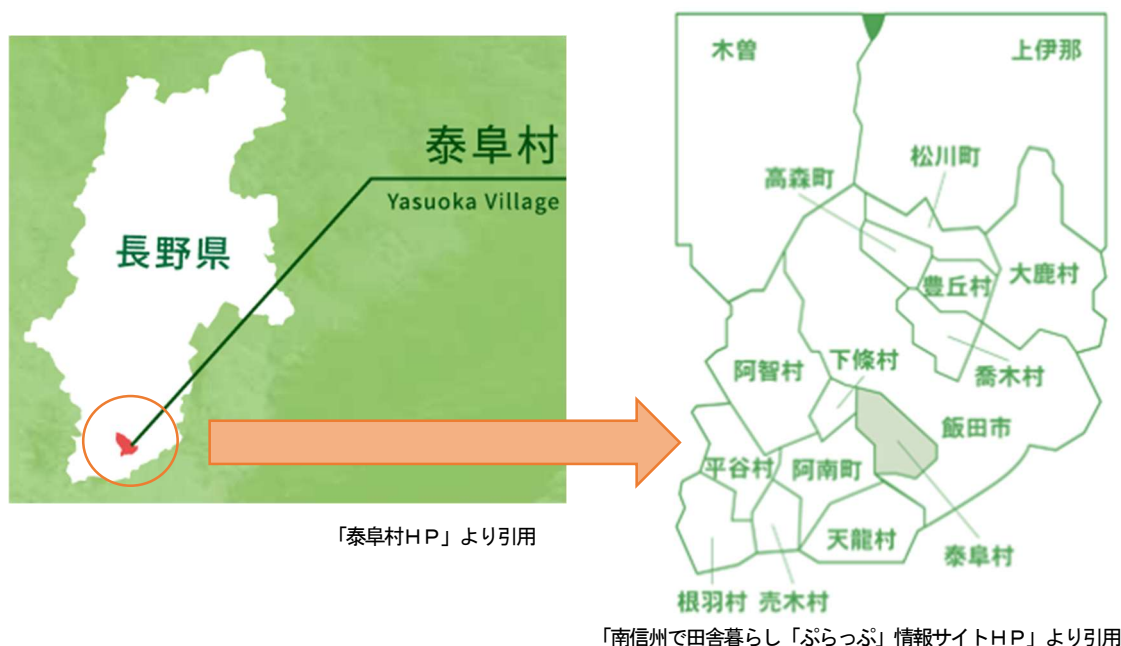 泰阜村
Yasuoka Village
長野県
「泰阜村ＨＰ」より引用
木曽
上伊那
松川町
高森町
豊丘村
大鹿村
下條村
阿智村
喬木村
飯田市
平谷村
阿南町
天龍村
泰阜村
根羽村
売木村
「南信州で田舎暮らし「ぷらっぷ」情報サイトＨＰ」より引用